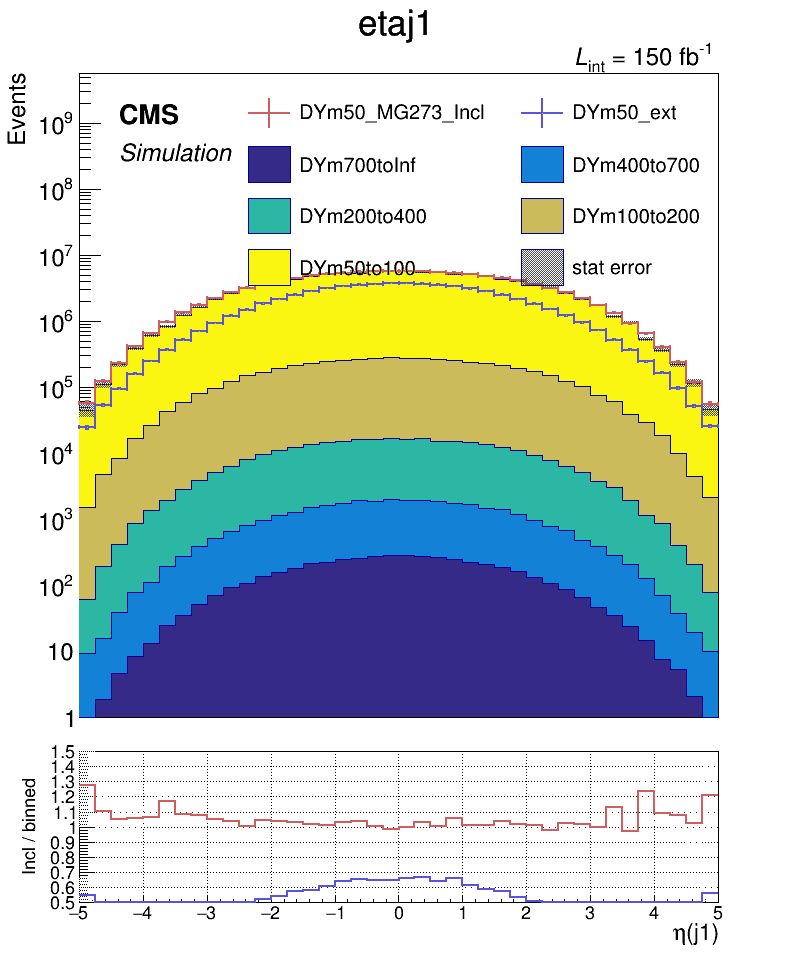 etaj1
L_int = 150 fb^-1
Events
CMS
Simulation
DYm50_MG273_Incl
DYm50_ext
DYm700toInf
DYm400to700
DYm200to400
DYm100to200
DYm50to100
stat error
10^9
10^8
10^7
10^6
10^5
10^4
10^3
10^2
10
1
Incl / binned
1.5
1.4
1.3
1.2
1.1
1
0.9
0.8
0.7
0.6
0.5
−5 −4 −3 −2 −1 0 1 2 3 4 5
η(j1)